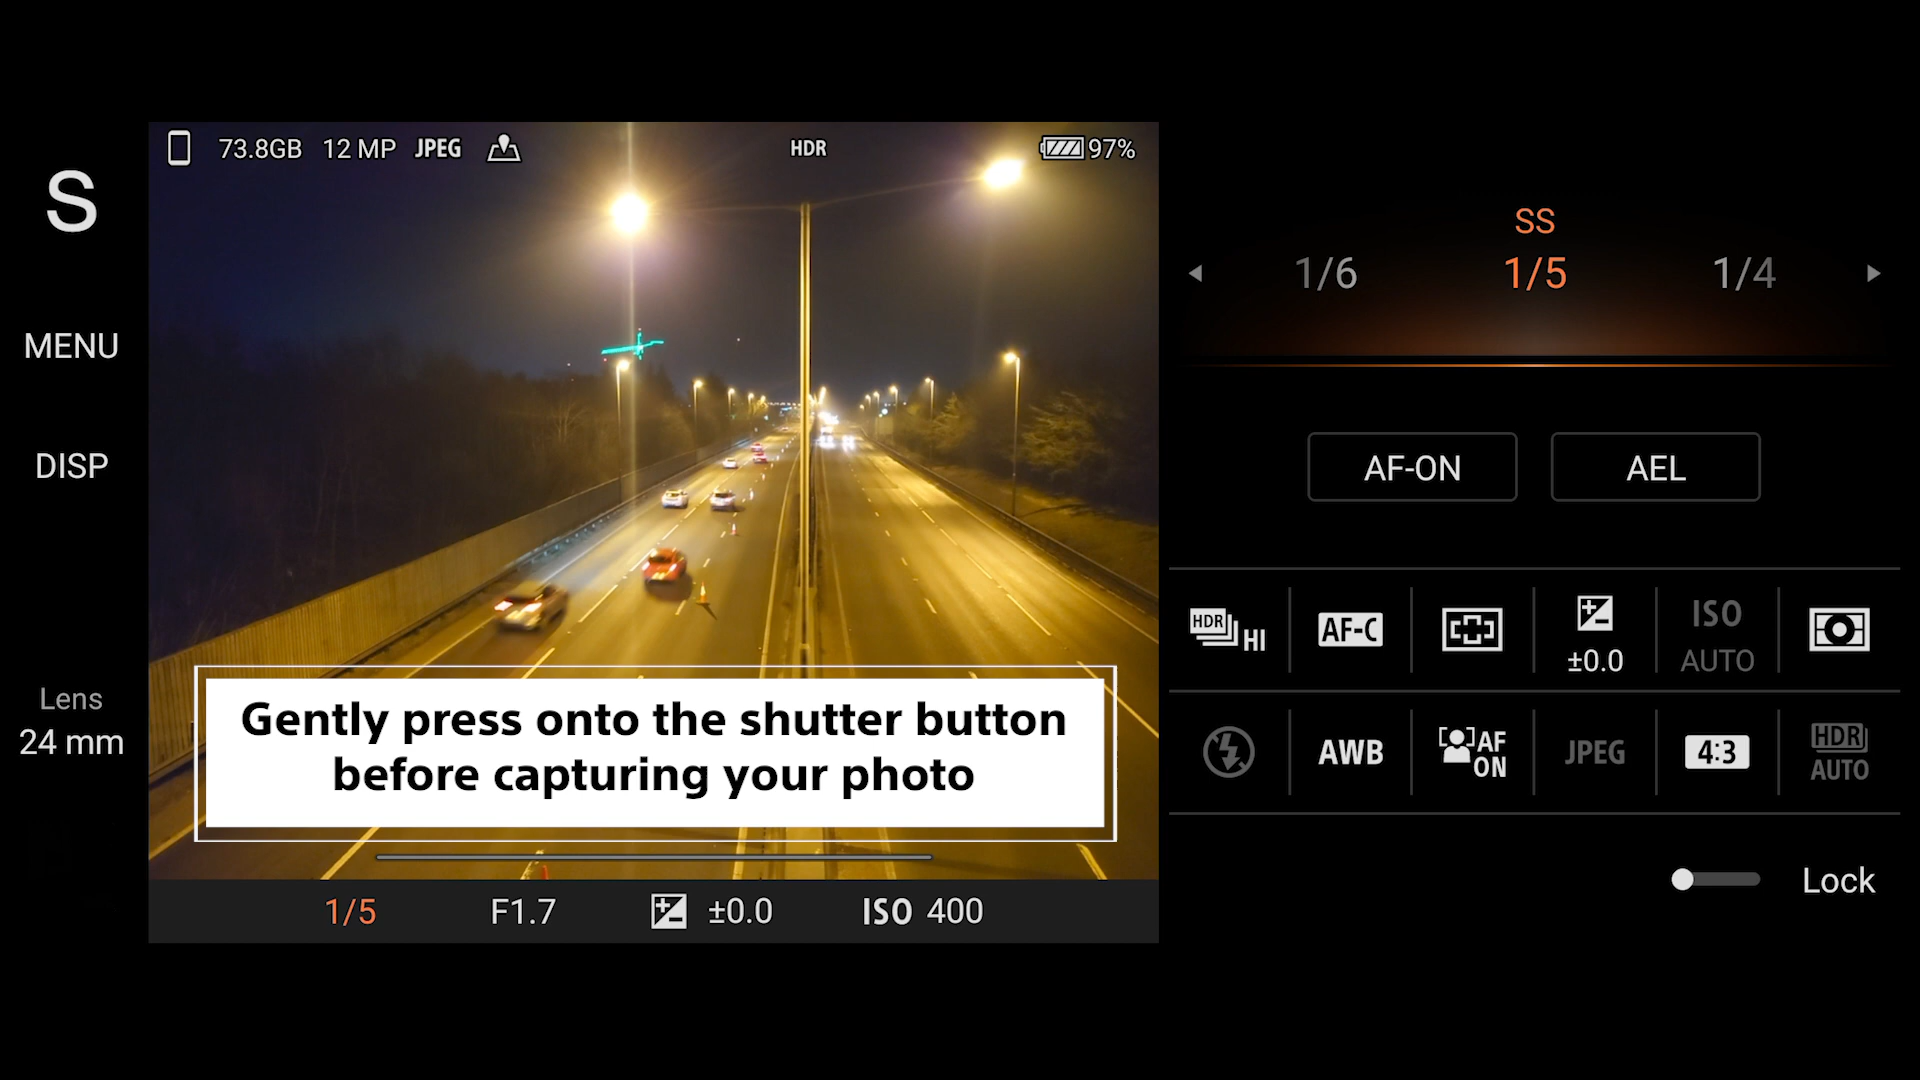 S
MENU
DISP
Lens
24 mm
73.8GB 12 MP JPEG HDR 97%
Gently press onto the shutter button
before capturing your photo
1/5 F1.7 ±0.0 ISO 400
SS
1/6 1/5 1/4
AF-ON AEL
HDR HI AF-C ±0.0 ISO AUTO
AWB AF ON JPEG 4:3 HDR AUTO
Lock